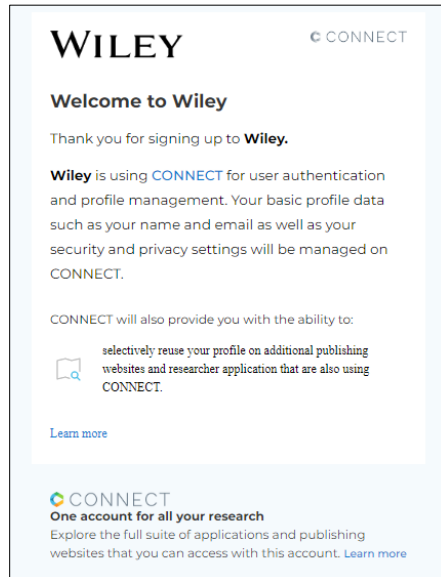 WILEY
CONNECT
Welcome to Wiley
Thank you for signing up to Wiley.
Wiley is using CONNECT for user authentication
and profile management. Your basic profile data
such as your name and email as well as your
security and privacy settings will be managed on
CONNECT.
CONNECT will also provide you with the ability to:
selectively reuse your profile on additional publishing
websites and researcher application that are also using
CONNECT.
Learn more
CONNECT
One account for all your research
Explore the full suite of applications and publishing
websites that you can access with this account. Learn more